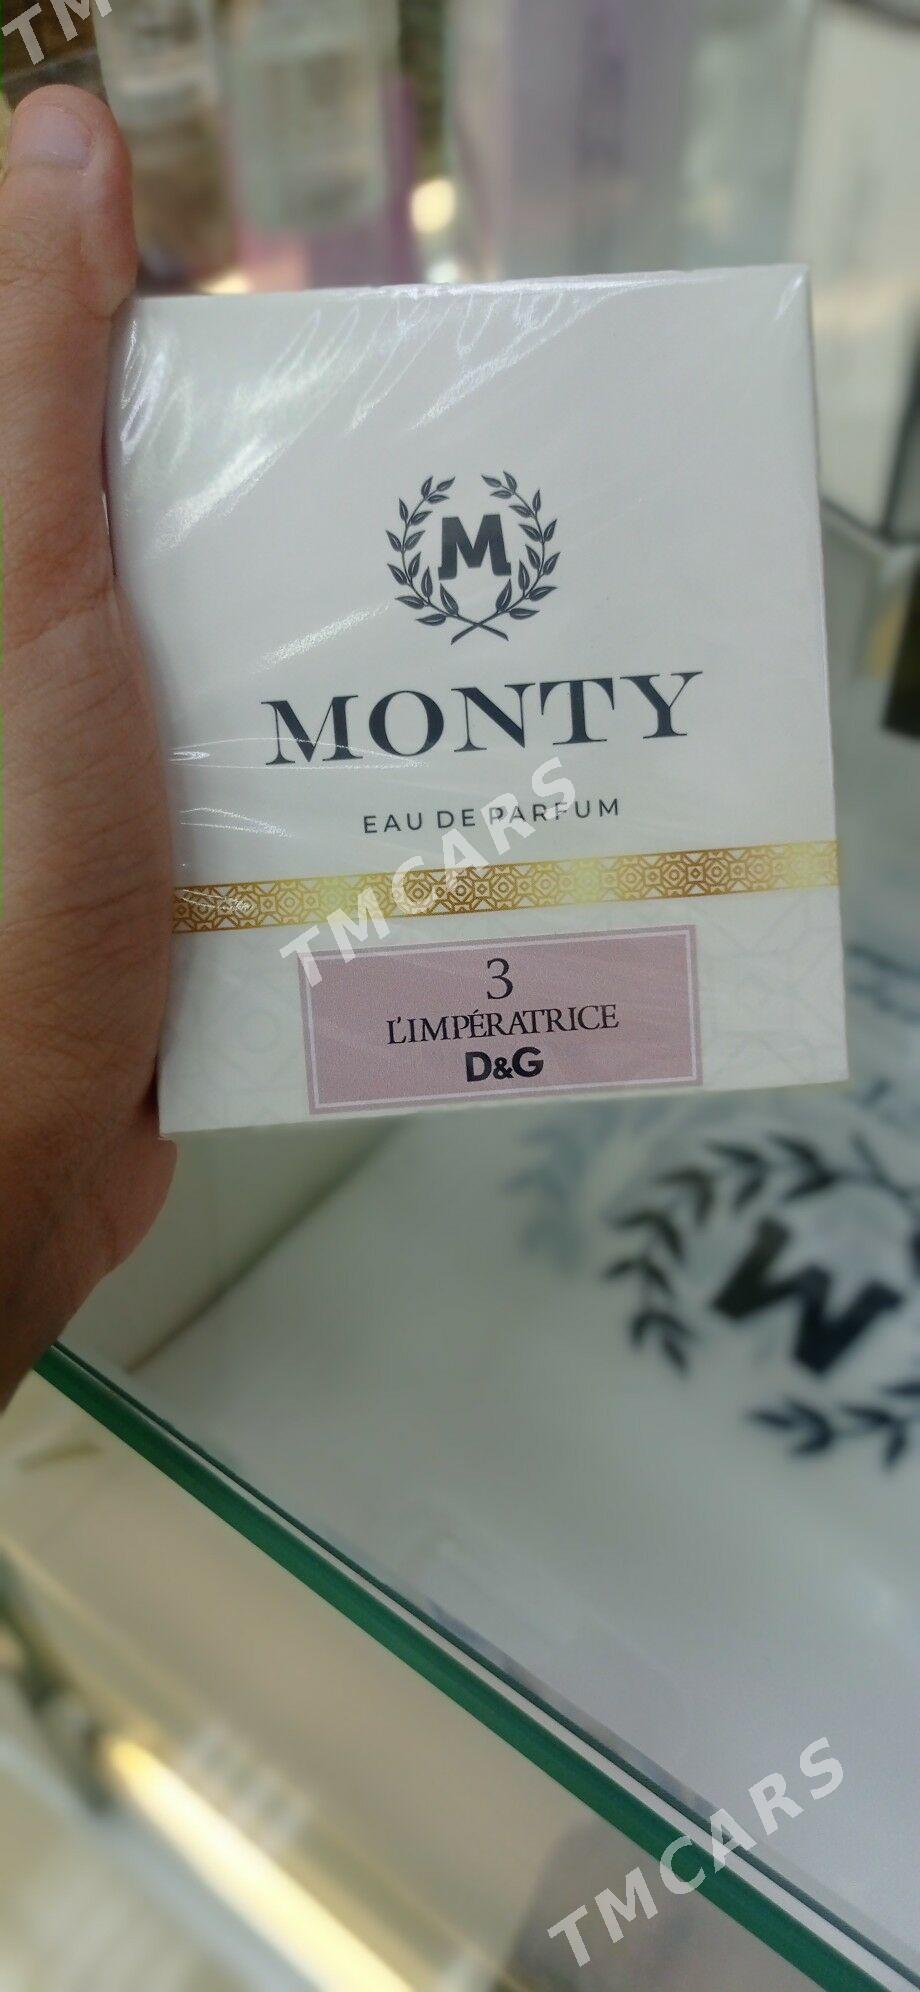 TM
M
MONTY
EAU DE PARFUM
TMCARS
3
L'IMPÉRATRICE
D&G
M
TMCARS